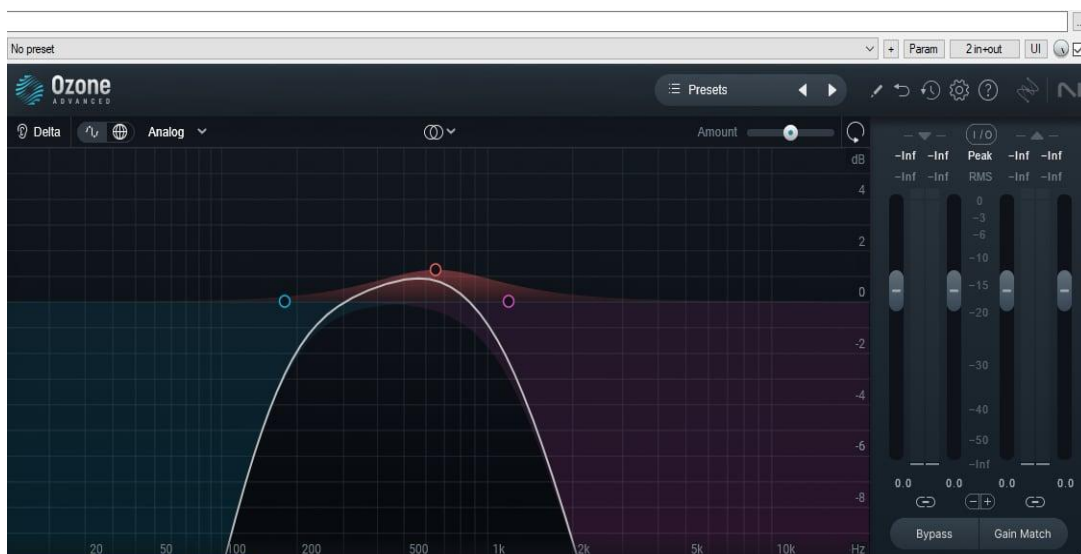 ...
No preset + Param 2 in+out UI
Ozone
ADVANCED
Presets
Delta Analog Amount
I/O
dB
-Inf -Inf Peak -Inf -Inf
-Inf -Inf RMS -Inf -Inf
4
2
0
-2
-4
-6
-8
0
-3
-6
-10
-15
-20
-30
-40
-50
-Inf
0.0 0.0 0.0 0.0
Bypass Gain Match
20 50 100 200 500 1k 2k 5k 10k Hz